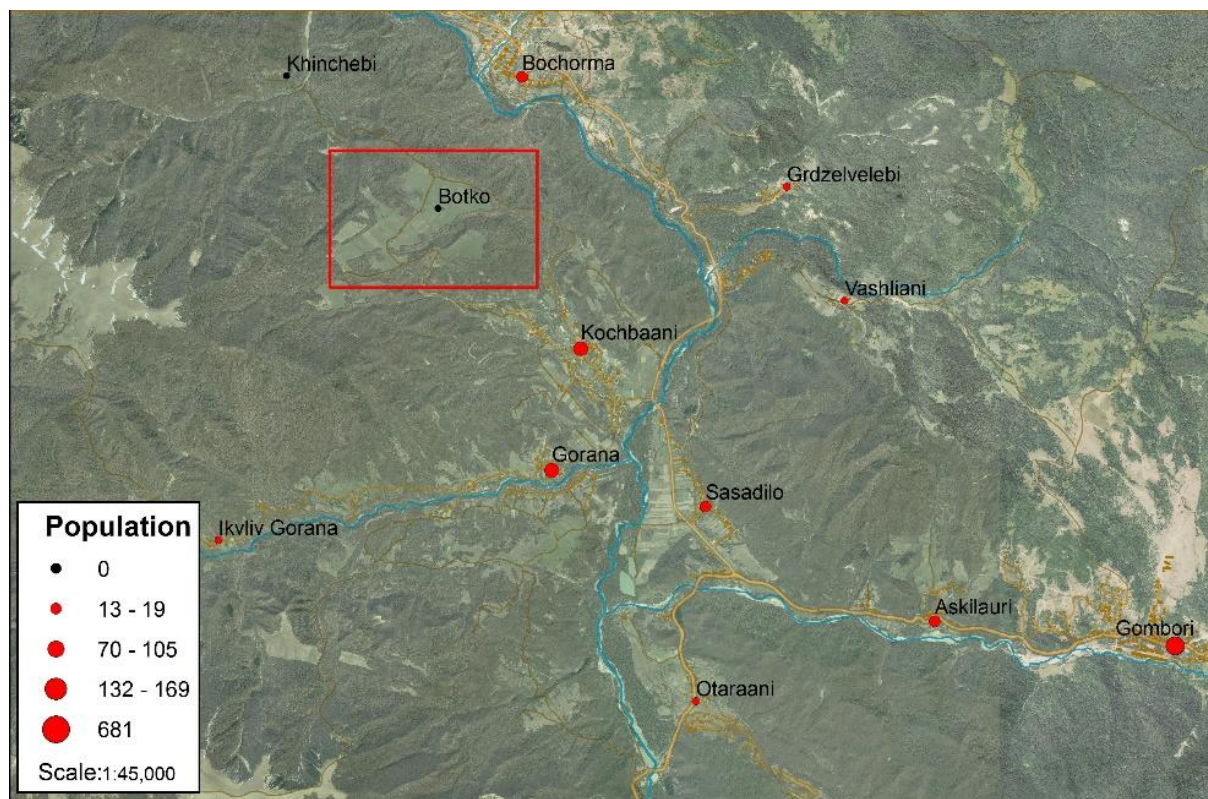 Khinchebi
Bochorma
Grdzelvelebi
Botko
Vashliani
Kochbaani
Gorana
Sasadilo
Ikvliv Gorana
Askilauri
Gombori
Otaraani
Population
0
13 - 19
70 - 105
132 - 169
681
Scale:1:45,000